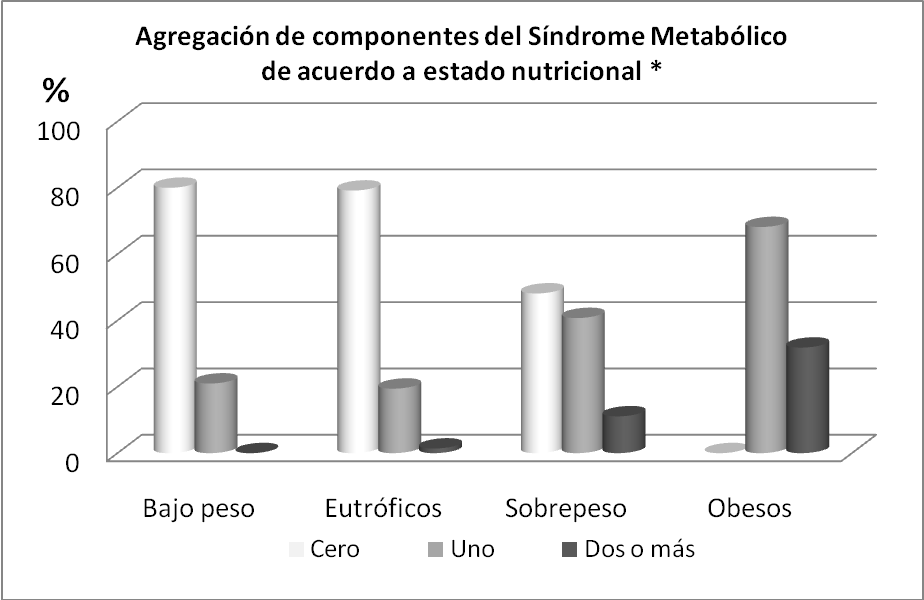 Agregación de componentes del Síndrome Metabólico
de acuerdo a estado nutricional *
%
100
80
60
40
20
0
Bajo peso Eutróficos Sobrepeso Obesos
Cero Uno Dos o más